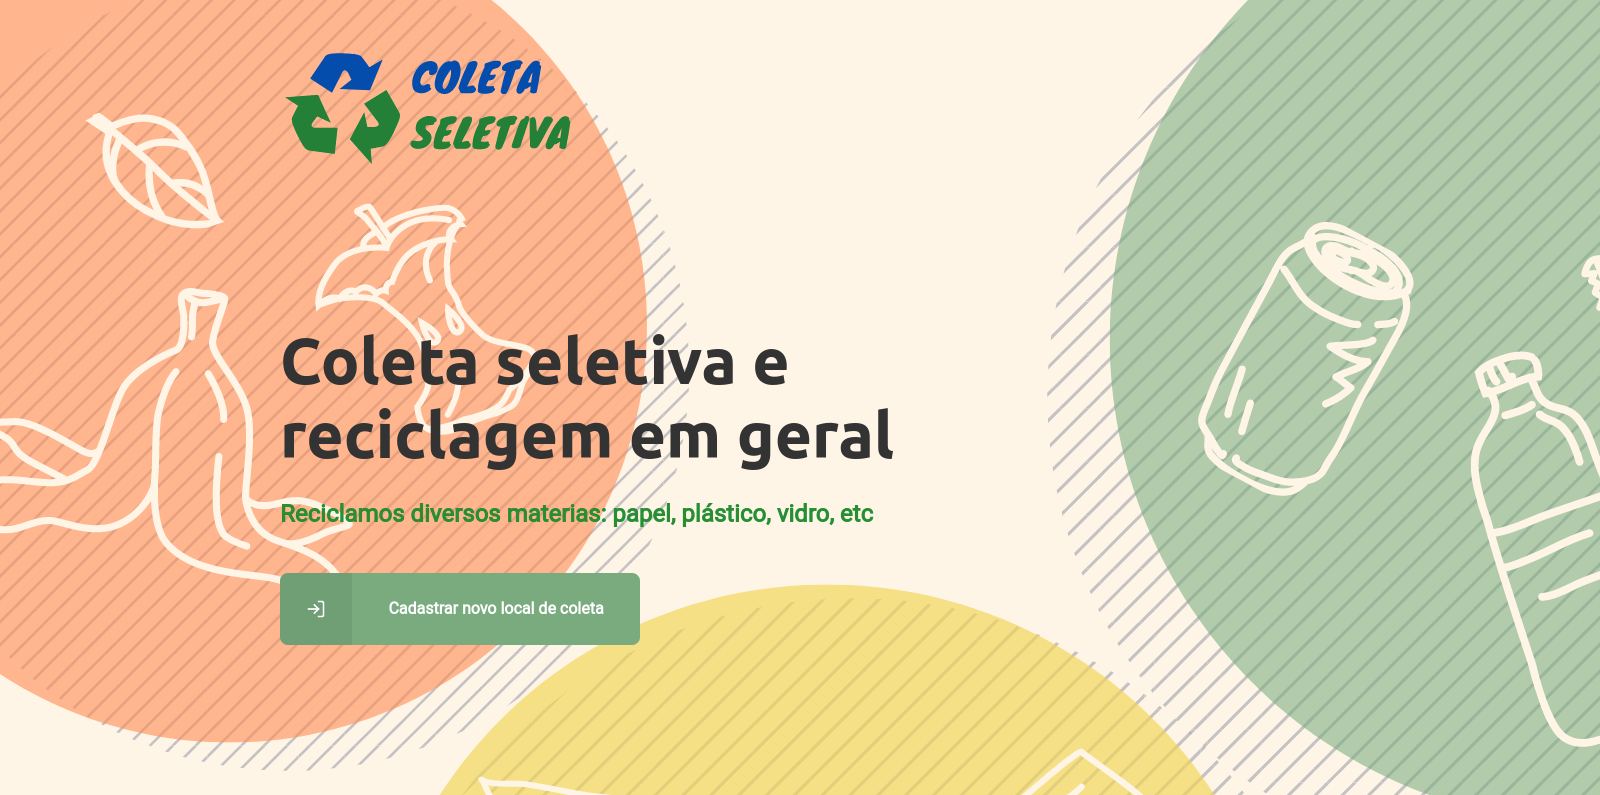 COLETA
SELETIVA
Coleta seletiva e
reciclagem em geral
Reciclamos diversos materias: papel, plástico, vidro, etc
Cadastrar novo local de coleta